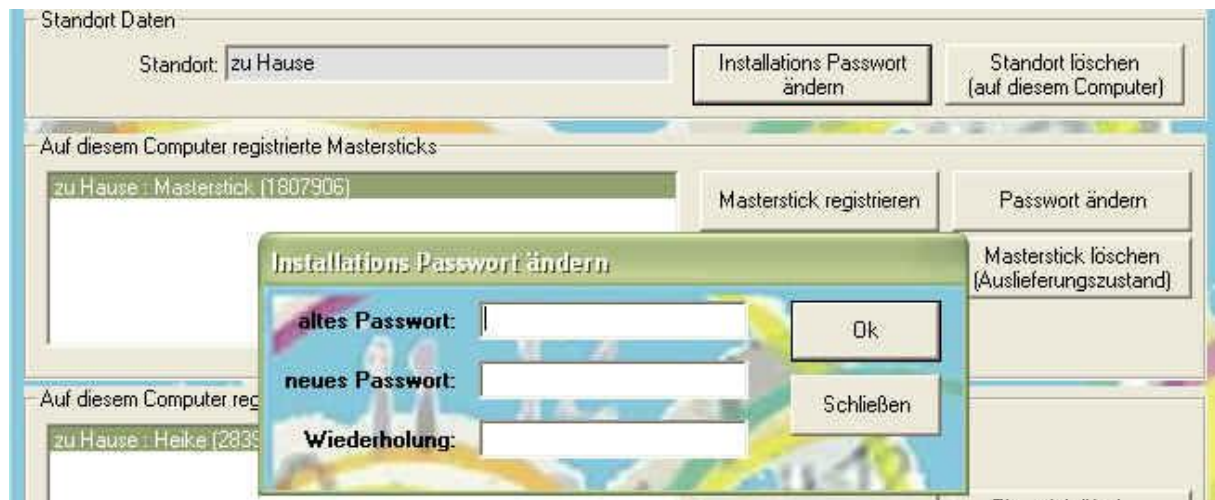 Standort Daten
Standort: zu Hause
Installations Passwort
ändern
Standort löschen
(auf diesem Computer)
Auf diesem Computer registrierte Mastersticks
zu Hause : Masterstick (1807906)
Masterstick registrieren
Passwort ändern
Masterstick löschen
(Auslieferungszustand)
Installations Passwort ändern
altes Passwort:
Ok
neues Passwort:
Schließen
Wiederholung:
Auf diesem Computer reg
zu Hause : Heike (2835